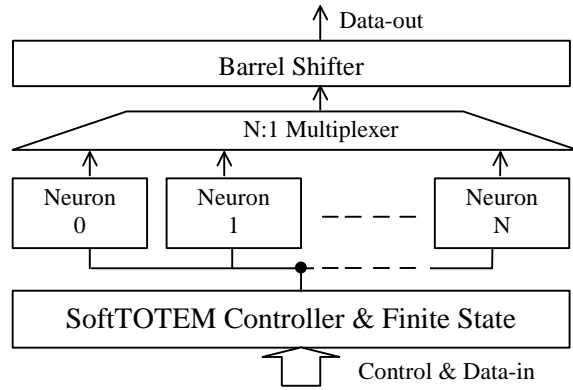 Data-out
Barrel Shifter
N:1 Multiplexer
Neuron
0
Neuron
1
Neuron
N
SoftTOTEM Controller & Finite State
Control & Data-in